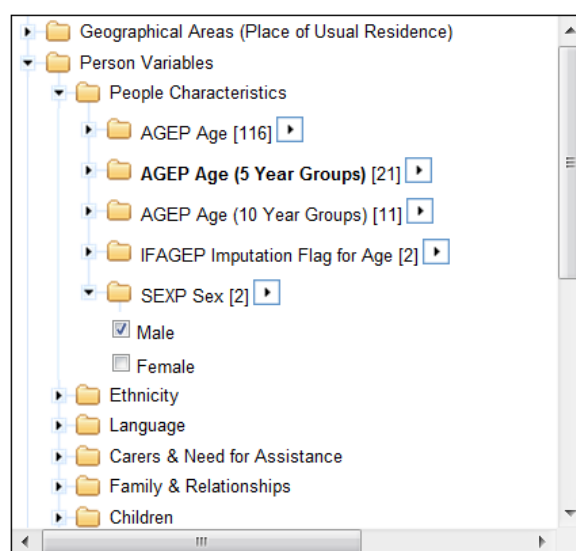 Geographical Areas (Place of Usual Residence)
Person Variables
People Characteristics
AGEP Age [116]
AGEP Age (5 Year Groups) [21]
AGEP Age (10 Year Groups) [11]
IFAGEP Imputation Flag for Age [2]
SEXP Sex [2]
Male
Female
Ethnicity
Language
Carers & Need for Assistance
Family & Relationships
Children